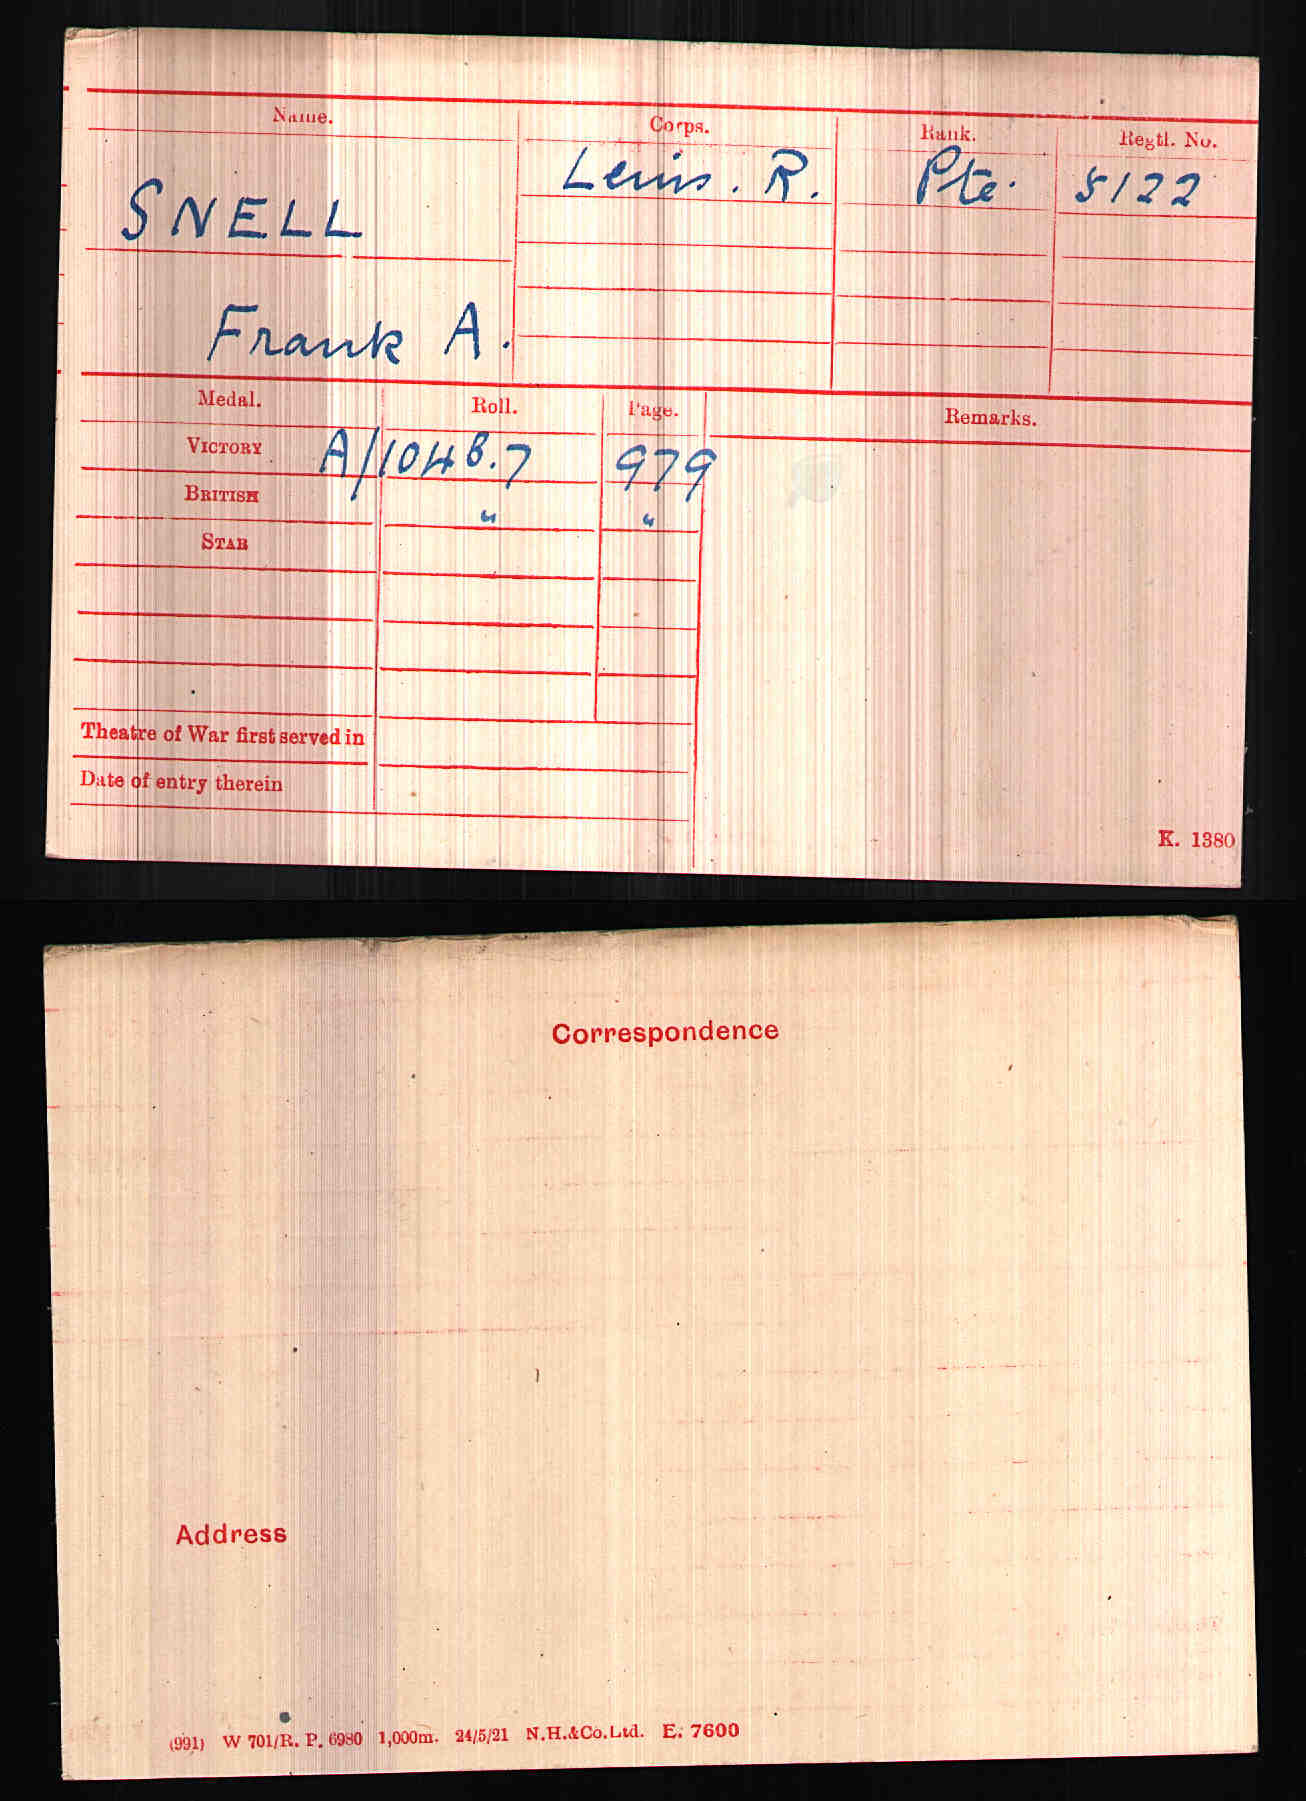 Name. Corps. Rank. Regtl. No.
SNELL Leins. R. Pte. 5122
Frank A.
Medal. Roll. Page. Remarks.
VICTORY A/104B.7 979
BRITISH " "
STAR
Theatre of War first served in
Date of entry therein
K. 1380
Correspondence
Address
(991) W 701/R. P. 6980 1,000m. 24/5/21 N.H.&Co.Ltd. E. 7600